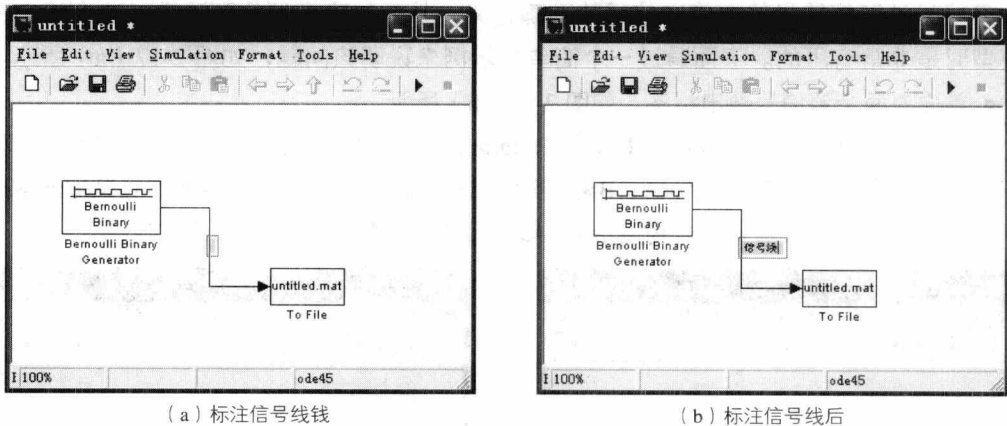 untitled *
File Edit View Simulation Format Tools Help
Bernoulli
Binary
Bernoulli Binary
Generator
untitled.mat
To File
100%
ode45
(a)标注信号线钱
untitled *
File Edit View Simulation Format Tools Help
Bernoulli
Binary
Bernoulli Binary
Generator
信号线
untitled.mat
To File
100%
ode45
(b)标注信号线后